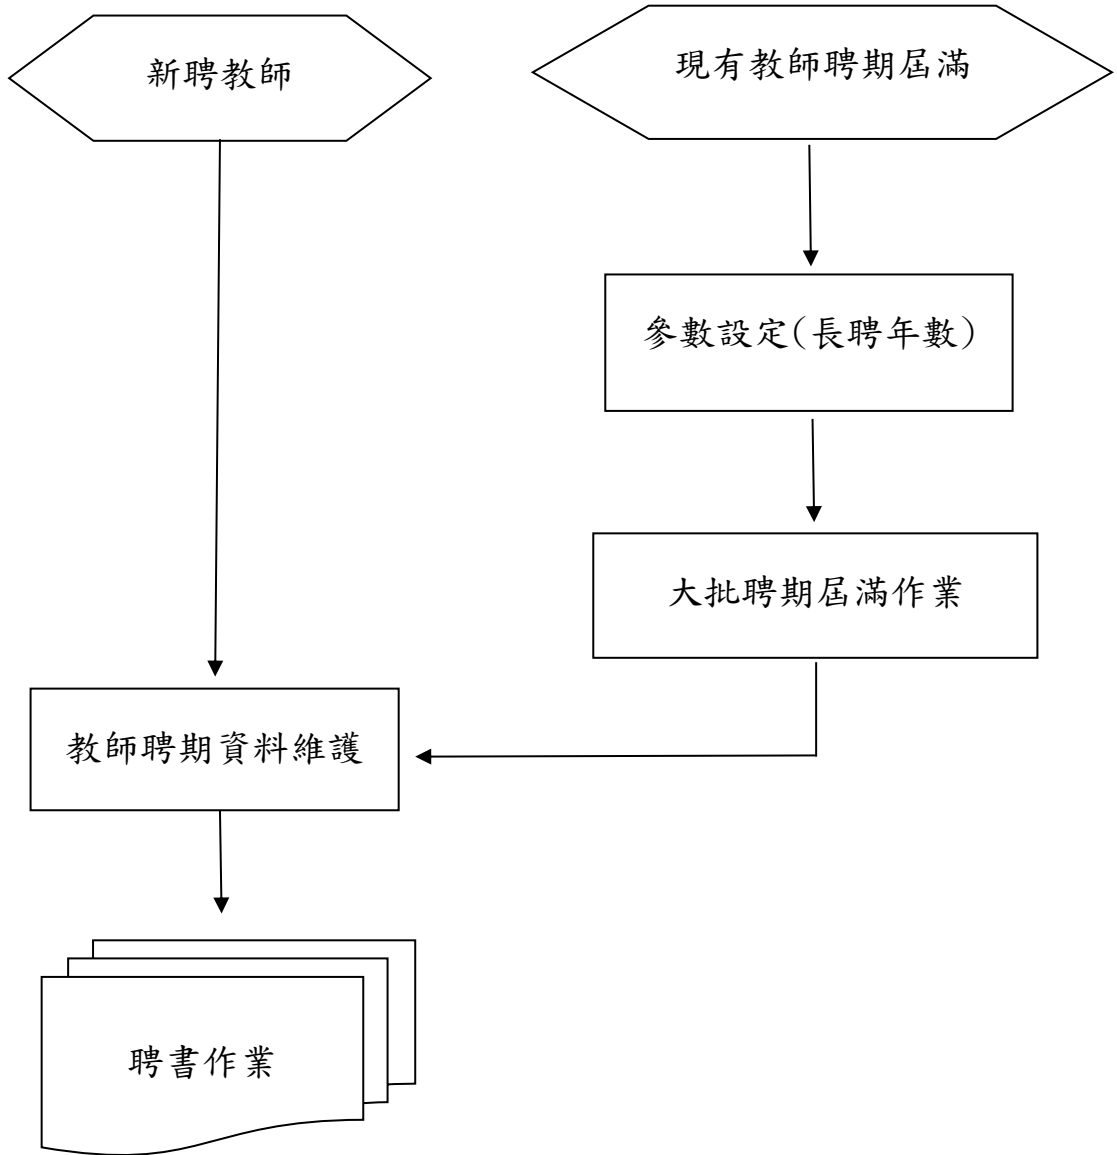 新聘教師
現有教師聘期屆滿
參數設定(長聘年數)
大批聘期屆滿作業
教師聘期資料維護
聘書作業